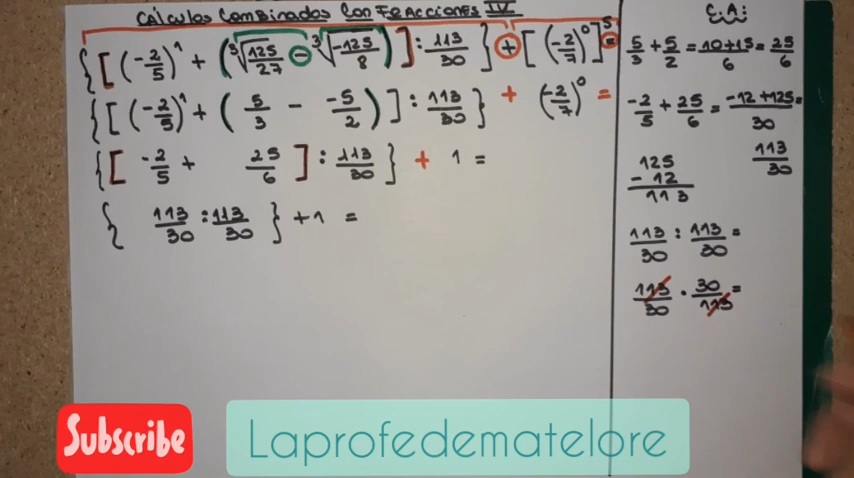 CÁLCULOS COMBINADOS CON FRACCIONES IV
{[(-2/5)^1 + (∛125/27 - ∛-125/8)] : 113/30} + [(-2/7)^0]^5 =
{[(-2/5)^1 + (5/3 - -5/2)] : 113/30} + (-2/7)^0 =
{[-2/5 + 25/6] : 113/30} + 1 =
{113/30 : 113/30} + 1 =
C.A:
5/3 + 5/2 = 10+15/6 = 25/6
-2/5 + 25/6 = -12+125/30 =
113/30
125
- 12
113
113/30 : 113/30 =
113/30 . 30/113 =
Subscribe
Laprofedematelore